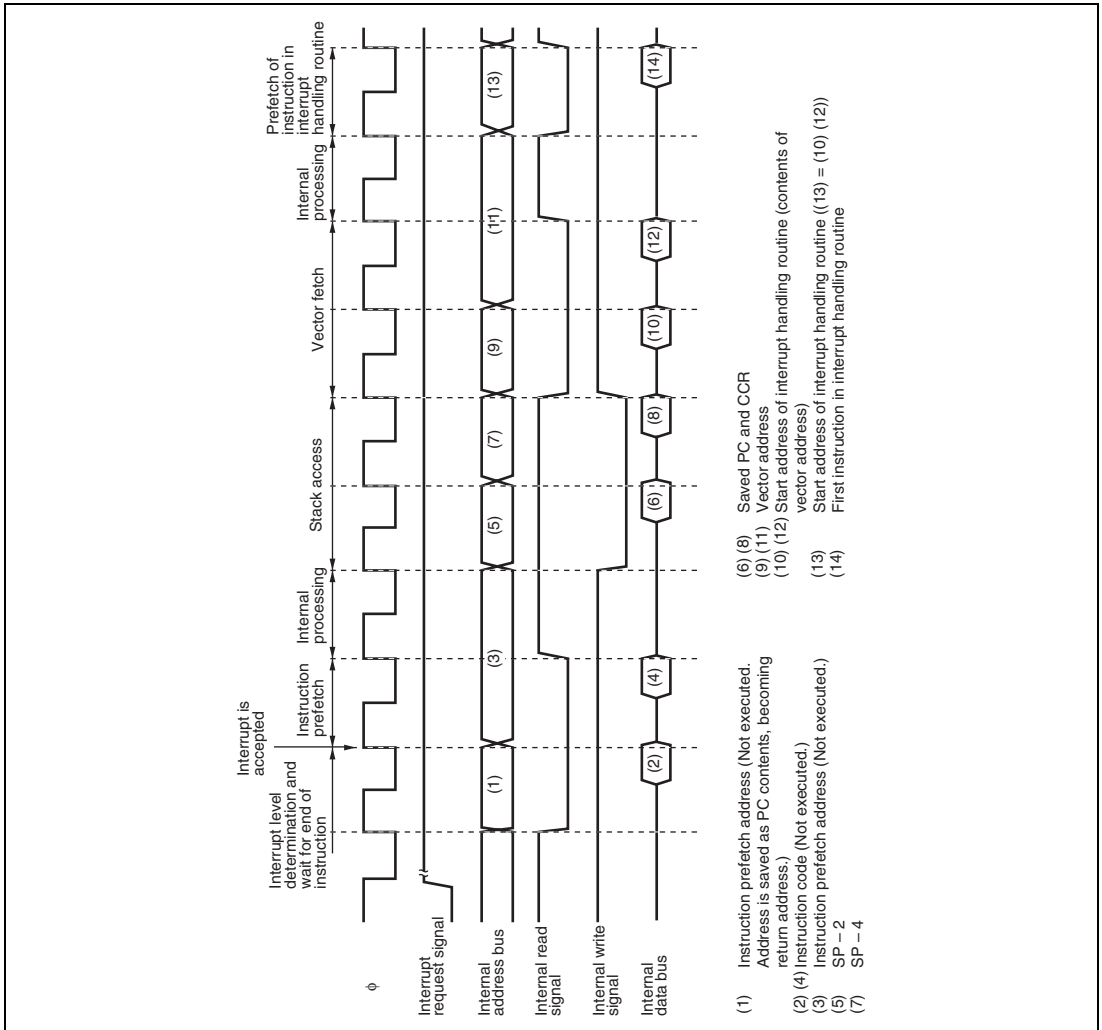 Interrupt level
determination and
wait for end of
instruction
Interrupt is
accepted
Instruction
prefetch
Internal
processing
Stack access
Vector fetch
Internal
processing
Prefetch of
instruction in
interrupt
handling routine
φ
Interrupt
request signal
Internal
address bus
(1)
(3)
(5)
(7)
(9)
(11)
(13)
Internal read
signal
Internal write
signal
Internal
data bus
(2)
(4)
(6)
(8)
(10)
(12)
(14)
(1) Instruction prefetch address (Not executed.
Address is saved as PC contents, becoming
return address.)
(2) (4) Instruction code (Not executed.)
(3) Instruction prefetch address (Not executed.)
(5) SP – 2
(7) SP – 4
(6) (8) Saved PC and CCR
(9) (11) Vector address
(10) (12) Start address of interrupt handling routine (contents of
vector address)
(13) Start address of interrupt handling routine ((13) = (10) (12))
(14) First instruction in interrupt handling routine